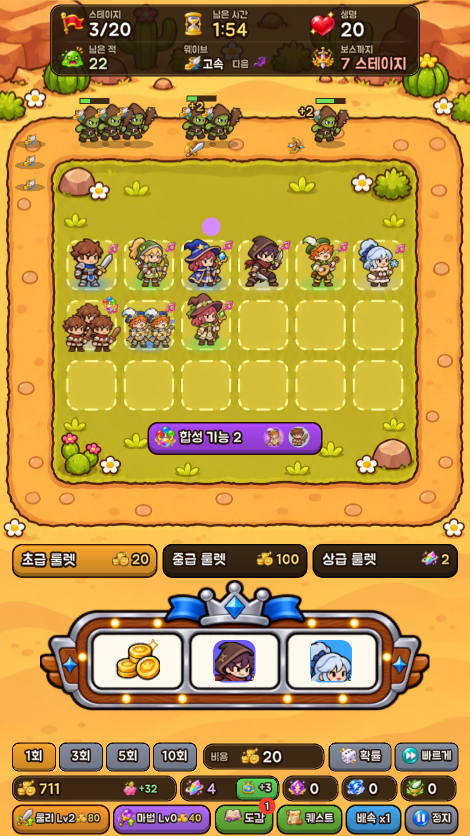 스테이지
3/20
남은 시간
1:54
생명
20
남은 적
22
웨이브
고속 다음
보스까지
7 스테이지
+2
+2
합성 가능 2
초급 룰렛 20
중급 룰렛 100
상급 룰렛 2
1회 3회 5회 10회 비용 20 확률 빠르게
711 +32 4 +3 0 0 0
물리 Lv2 80 마법 Lv0 40 도감 1 퀘스트 배속 x1 정지